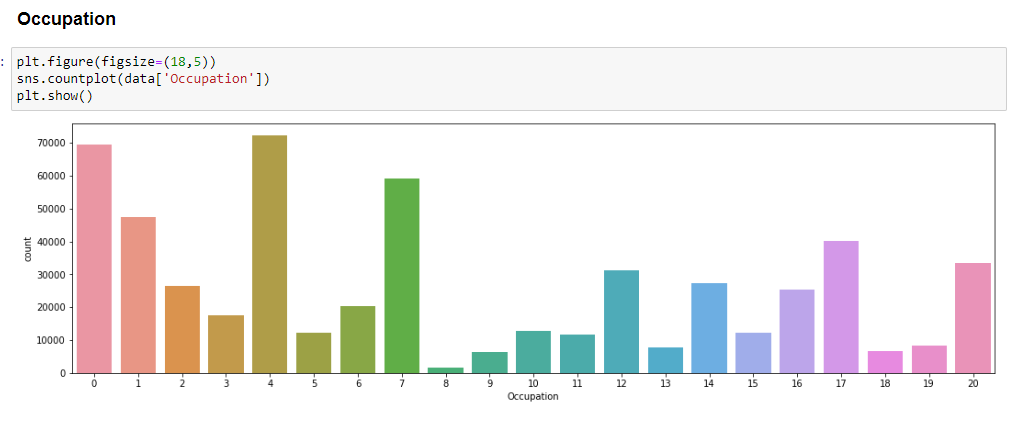 Occupation
:
plt.figure(figsize=(18,5))
sns.countplot(data['Occupation'])
plt.show()
70000
60000
50000
40000
30000
20000
10000
0
count
0 1 2 3 4 5 6 7 8 9 10 11 12 13 14 15 16 17 18 19 20
Occupation